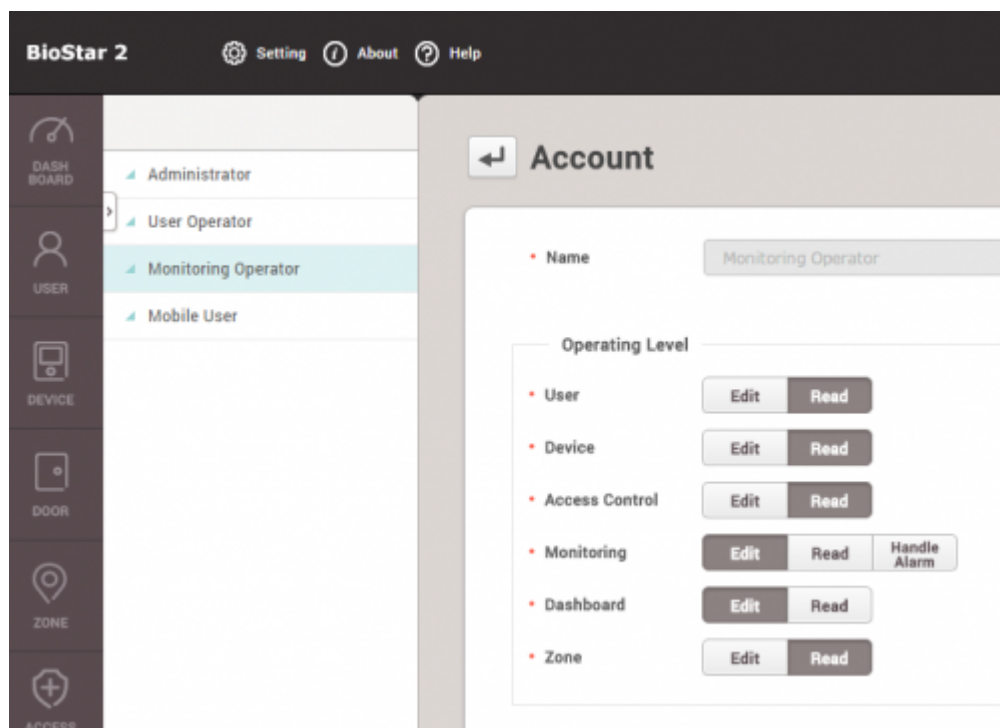 BioStar 2
Setting
About
Help
DASH
BOARD
USER
DEVICE
DOOR
ZONE
ACCESS
Administrator
User Operator
Monitoring Operator
Mobile User
Account
• Name
Monitoring Operator
Operating Level
• User Edit Read
• Device Edit Read
• Access Control Edit Read
• Monitoring Edit Read Handle Alarm
• Dashboard Edit Read
• Zone Edit Read